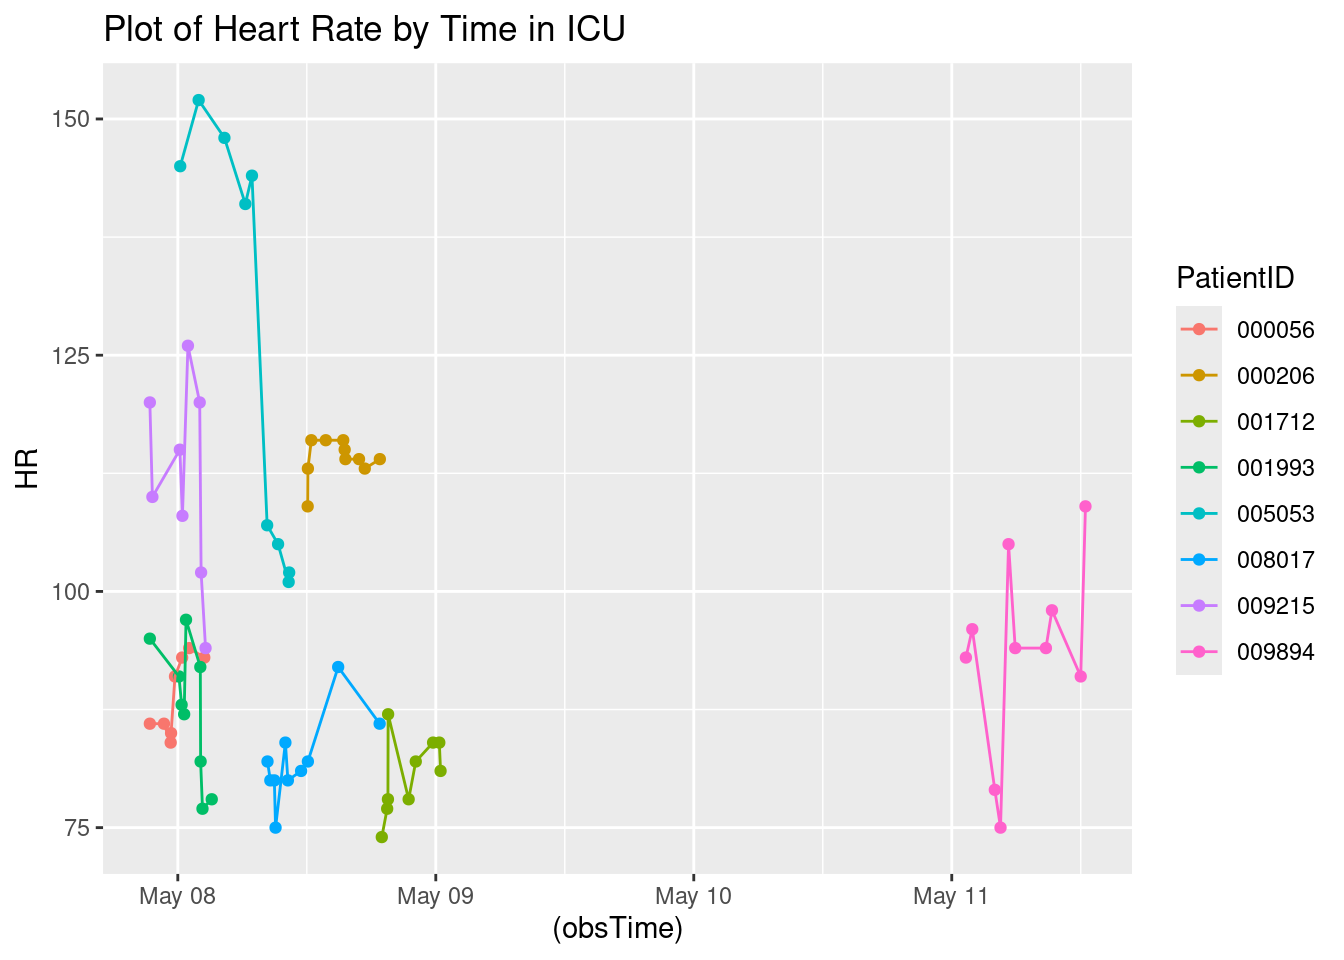 Plot of Heart Rate by Time in ICU
150
125
100
75
HR
May 08
May 09
May 10
May 11
(obsTime)
PatientID
000056
000206
001712
001993
005053
008017
009215
009894